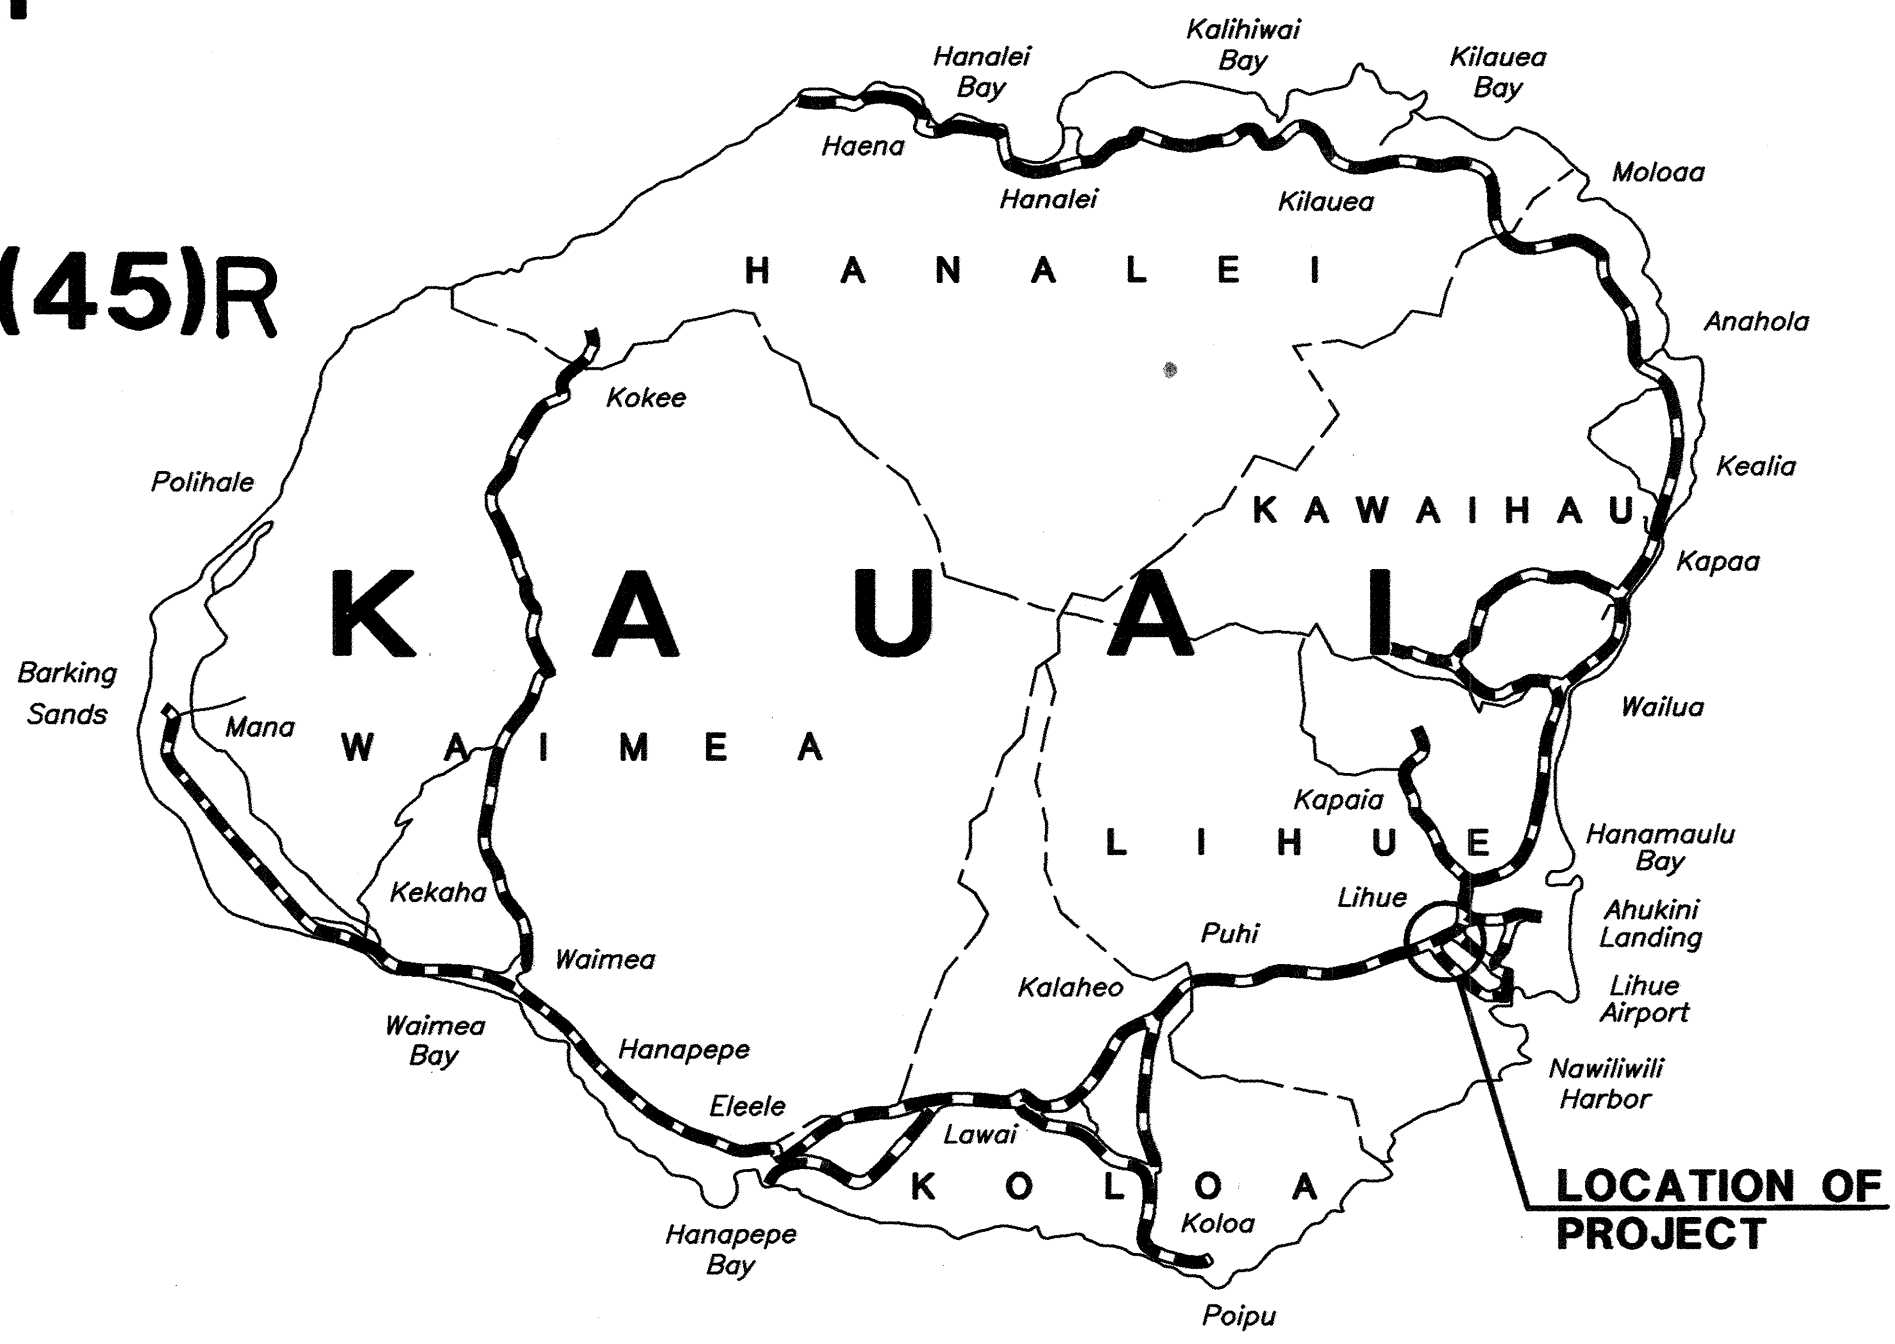 Kalihiwai
Bay
Hanalei
Bay
Kilauea
Bay
Haena
Hanalei
Kilauea
Moloaa
(45)R
H A N A L E I
Anahola
Kokee
Polihale
Kealia
K A W A I H A U
Kapaa
K A U A I
Barking
Sands
Mana
Wailua
W A I M E A
Kapaia
L I H U E
Hanamaulu
Bay
Kekaha
Lihue
Ahukini
Landing
Puhi
Waimea
Kalaheo
Lihue
Airport
Waimea
Bay
Hanapepe
Nawiliwili
Harbor
Eleele
Lawai
K O L O A
LOCATION OF
PROJECT
Koloa
Hanapepe
Bay
Poipu